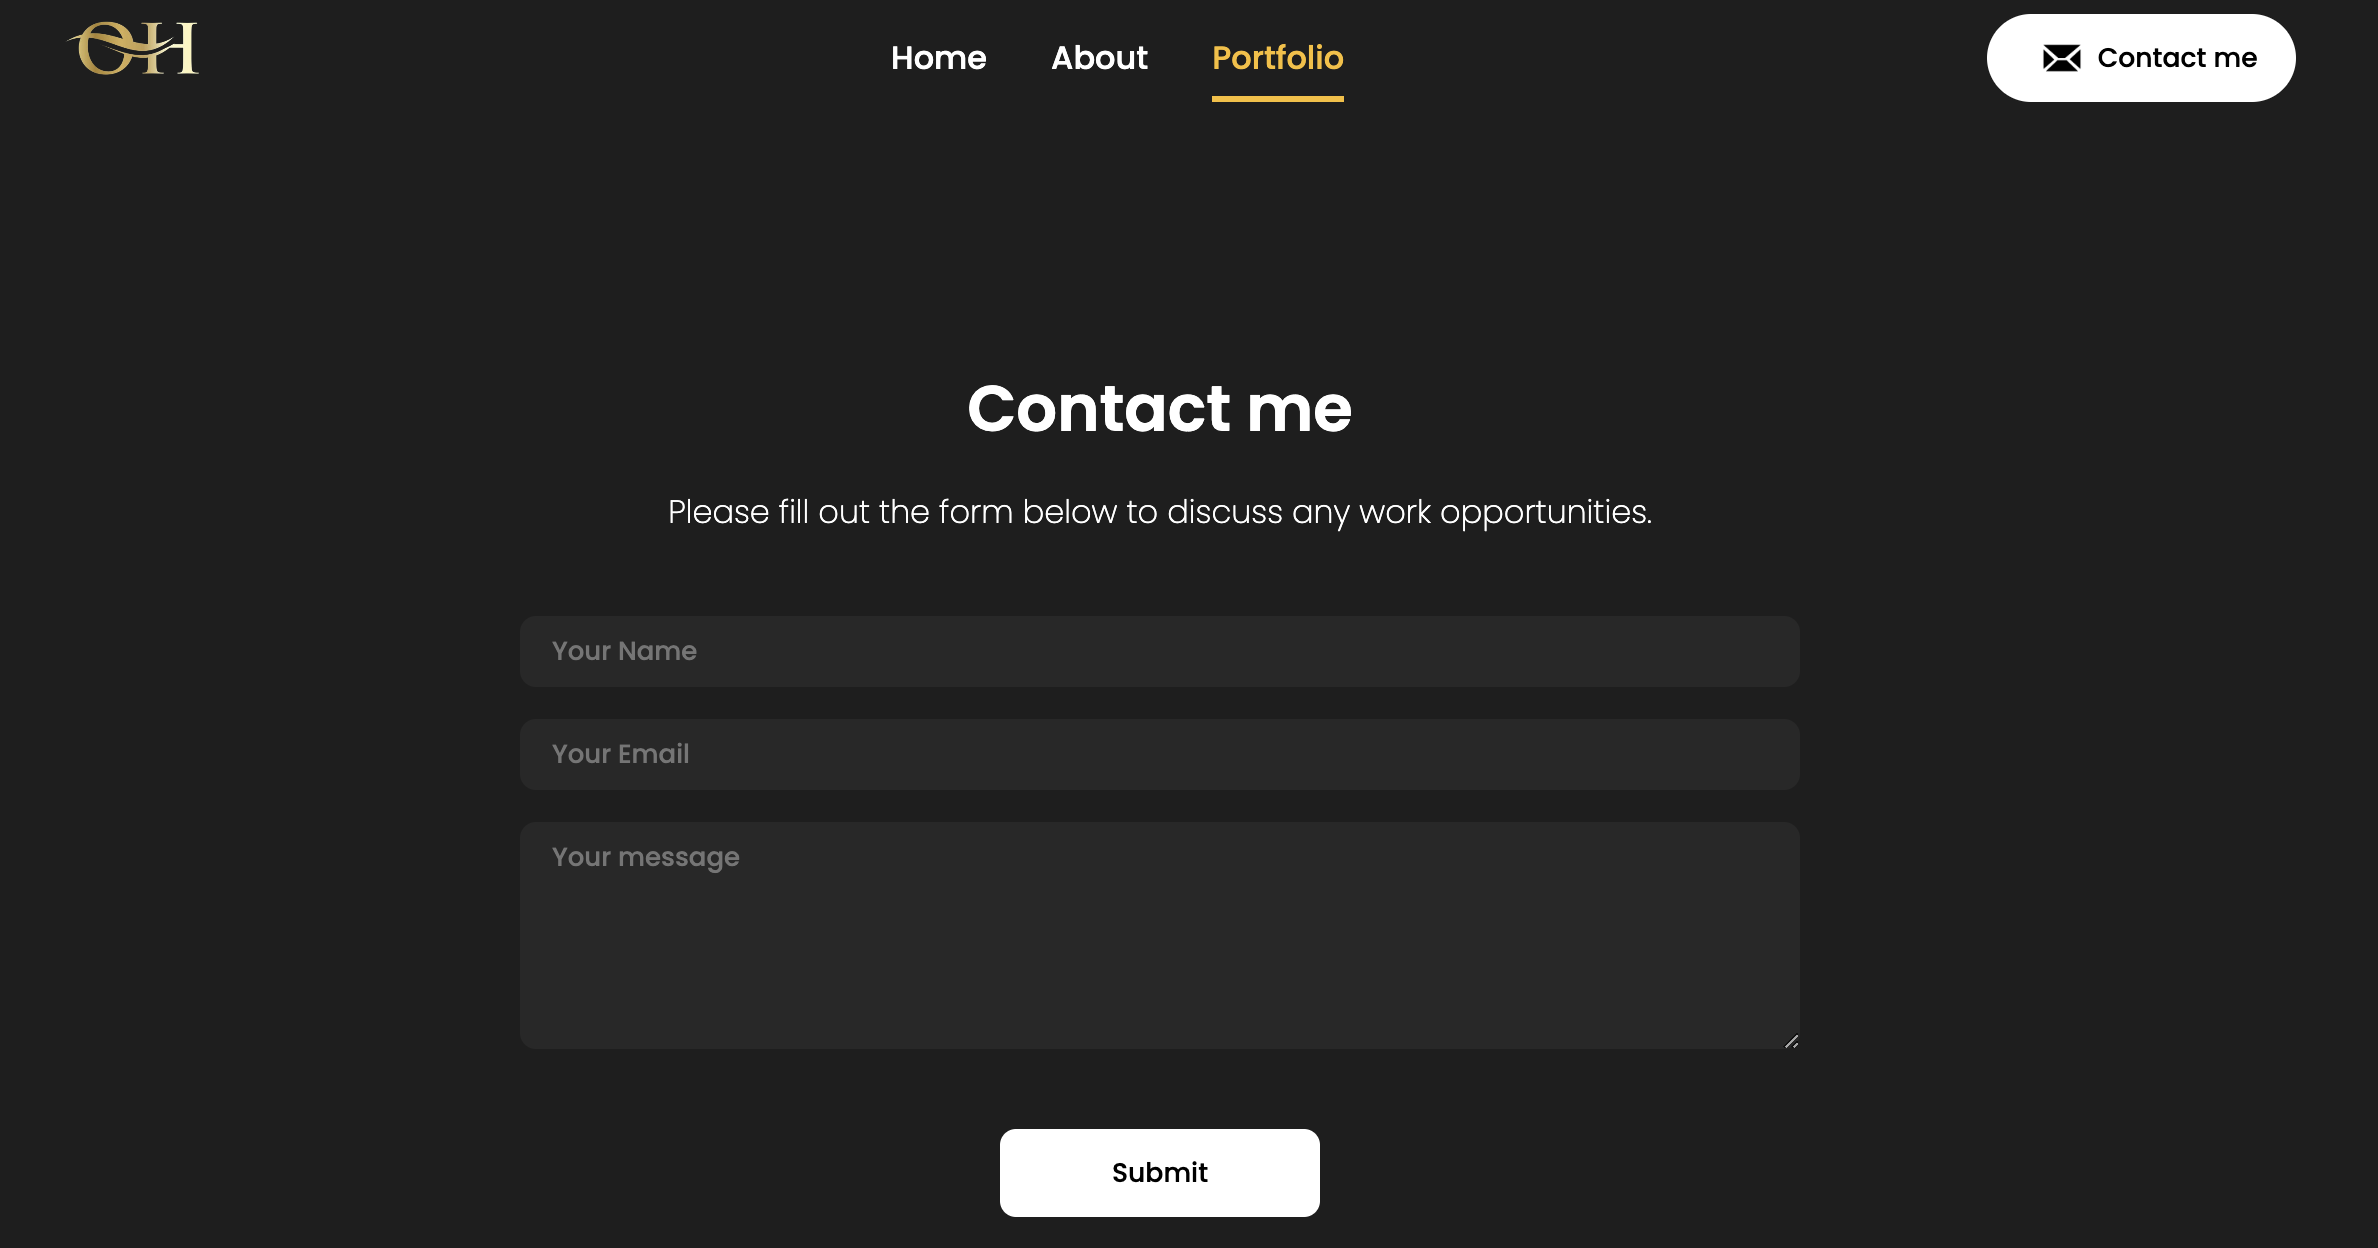 OH
Home
About
Portfolio
Contact me
Contact me
Please fill out the form below to discuss any work opportunities.
Your Name
Your Email
Your message
Submit